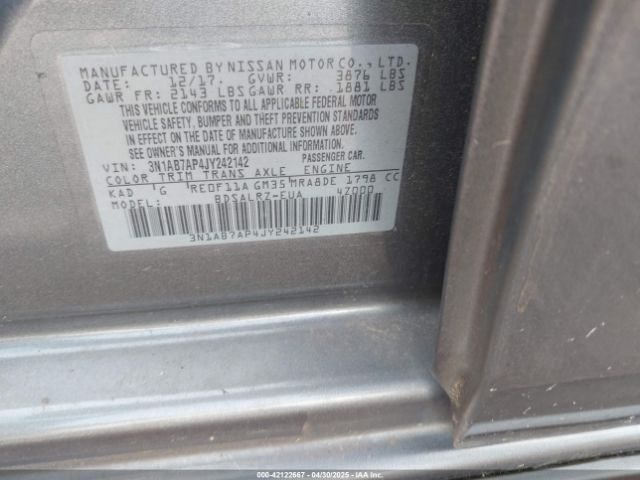 MANUFACTURED BY NISSAN MOTOR CO., LTD.
DATE: 12/17. GVWR: 3876 LBS
GAWR FR: 2143 LBS GAWR RR: 1881 LBS
THIS VEHICLE CONFORMS TO ALL APPLICABLE FEDERAL MOTOR
VEHICLE SAFETY, BUMPER AND THEFT PREVENTION STANDARDS
IN EFFECT ON THE DATE OF MANUFACTURE SHOWN ABOVE.
SEE OWNER'S MANUAL FOR ADDITIONAL INFORMATION.
VIN: 3N1AB7AP4JY242142 PASSENGER CAR.
COLOR TRIM TRANS AXLE ENGINE
KAD G RE0F11A GM35 MRA8DE 1798 CC
MODEL: BDSALRZ-EUA 4Z000
3N1AB7AP4JY242142
000-42122667 - 04/30/2025 - IAAI.com